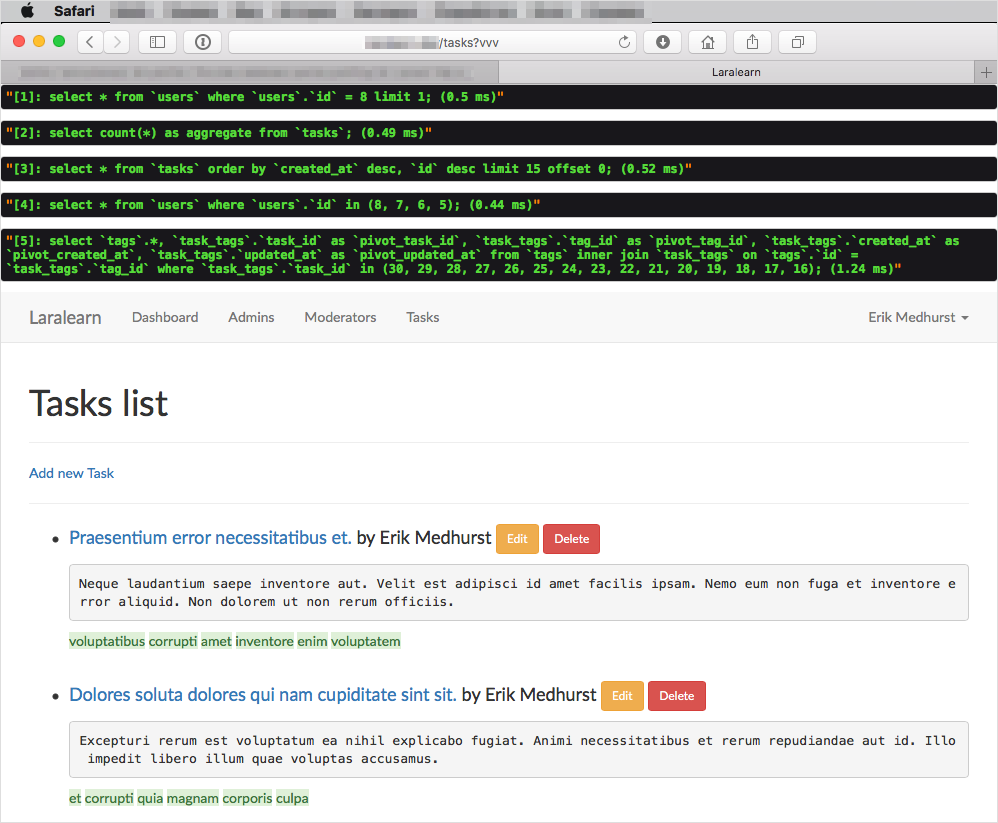 Safari
/tasks?vvv
Laralearn
"[1]: select * from `users` where `users`.`id` = 8 limit 1; (0.5 ms)"
"[2]: select count(*) as aggregate from `tasks`; (0.49 ms)"
"[3]: select * from `tasks` order by `created_at` desc, `id` desc limit 15 offset 0; (0.52 ms)"
"[4]: select * from `users` where `users`.`id` in (8, 7, 6, 5); (0.44 ms)"
"[5]: select `tags`.*, `task_tags`.`task_id` as `pivot_task_id`, `task_tags`.`tag_id` as `pivot_tag_id`, `task_tags`.`created_at` as
`pivot_created_at`, `task_tags`.`updated_at` as `pivot_updated_at` from `tags` inner join `task_tags` on `tags`.`id` =
`task_tags`.`tag_id` where `task_tags`.`task_id` in (30, 29, 28, 27, 26, 25, 24, 23, 22, 21, 20, 19, 18, 17, 16); (1.24 ms)"
Laralearn Dashboard Admins Moderators Tasks Erik Medhurst
Tasks list
Add new Task
Praesentium error necessitatibus et. by Erik Medhurst Edit Delete
Neque laudantium saepe inventore aut. Velit est adipisci id amet facilis ipsam. Nemo eum non fuga et inventore e
rror aliquid. Non dolorem ut non rerum officiis.
voluptatibus corrupti amet inventore enim voluptatem
Dolores soluta dolores qui nam cupiditate sint sit. by Erik Medhurst Edit Delete
Excepturi rerum est voluptatum ea nihil explicabo fugiat. Animi necessitatibus et rerum repudiandae aut id. Illo
impedit libero illum quae voluptas accusamus.
et corrupti quia magnam corporis culpa